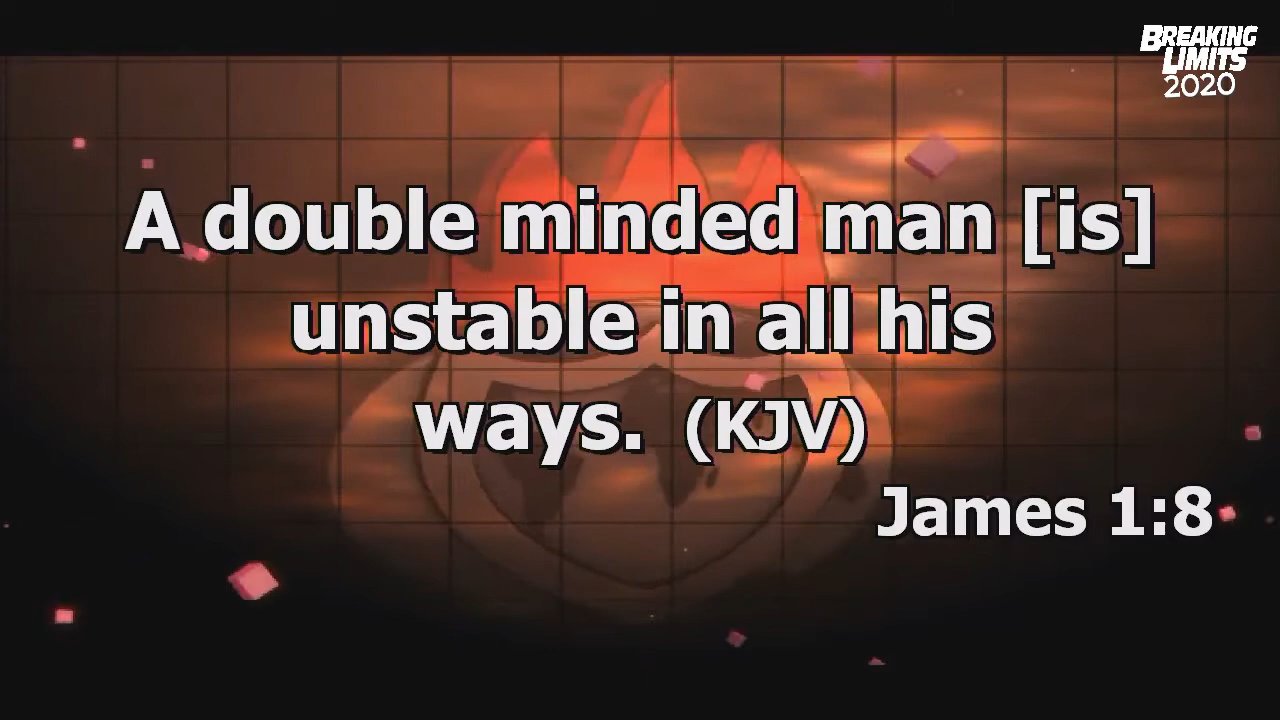 BREAKING
LIMITS
2020
A double minded man [is]
unstable in all his
ways. (KJV)
James 1:8